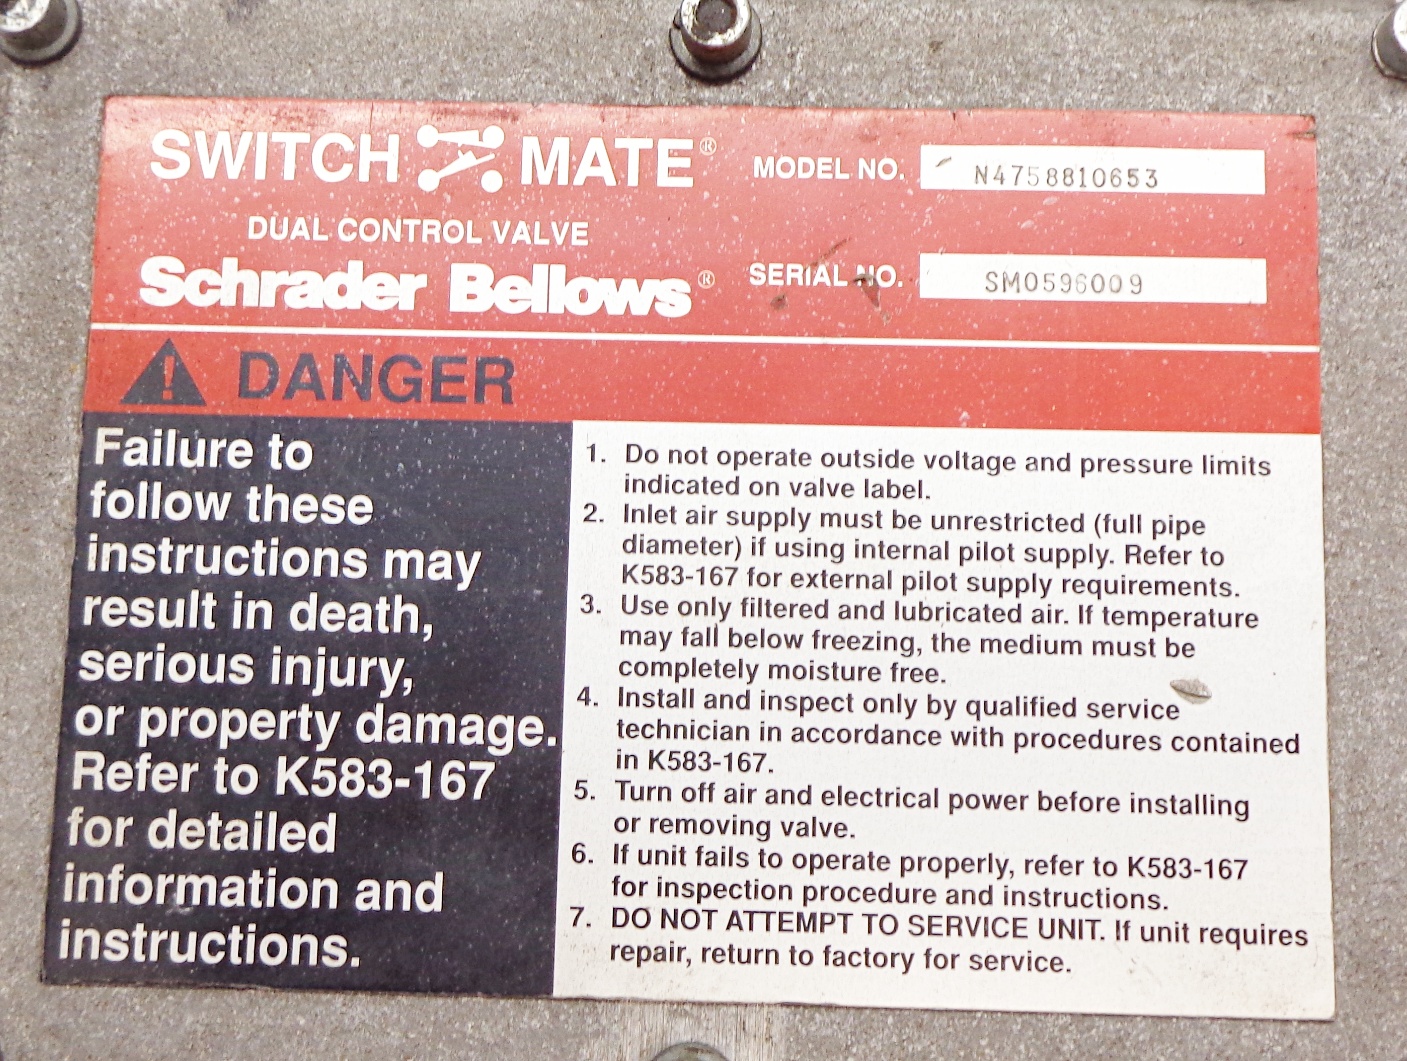 SWITCH MATE®
MODEL NO. N4758810653
DUAL CONTROL VALVE
Schrader Bellows®
SERIAL NO. SM0596009
DANGER
Failure to
follow these
instructions may
result in death,
serious injury,
or property damage.
Refer to K583-167
for detailed
information and
instructions.
1. Do not operate outside voltage and pressure limits
indicated on valve label.
2. Inlet air supply must be unrestricted (full pipe
diameter) if using internal pilot supply. Refer to
K583-167 for external pilot supply requirements.
3. Use only filtered and lubricated air. If temperature
may fall below freezing, the medium must be
completely moisture free.
4. Install and inspect only by qualified service
technician in accordance with procedures contained
in K583-167.
5. Turn off air and electrical power before installing
or removing valve.
6. If unit fails to operate properly, refer to K583-167
for inspection procedure and instructions.
7. DO NOT ATTEMPT TO SERVICE UNIT. If unit requires
repair, return to factory for service.